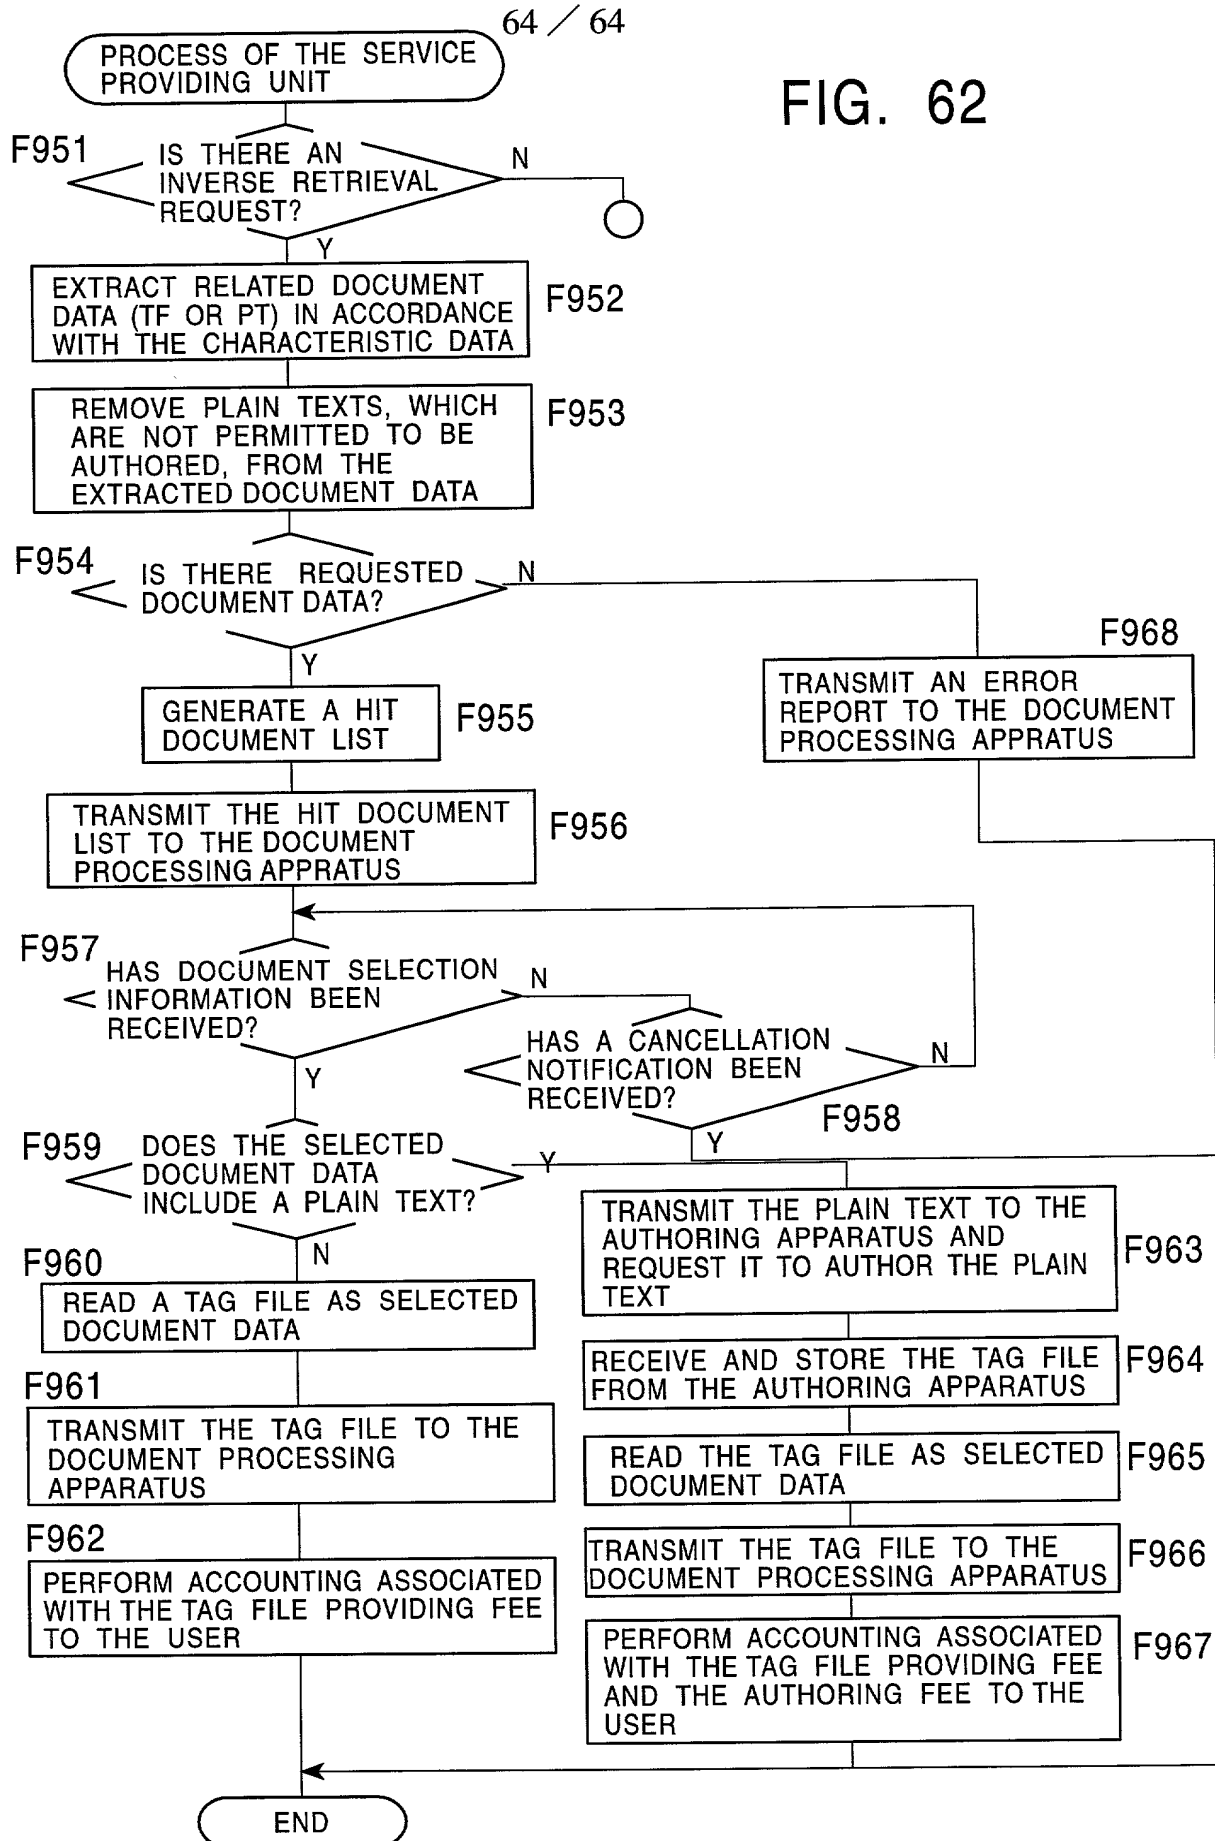 64 / 64
PROCESS OF THE SERVICE
PROVIDING UNIT
FIG. 62
F951
IS THERE AN
INVERSE RETRIEVAL
REQUEST?
N
Y
EXTRACT RELATED DOCUMENT
DATA (TF OR PT) IN ACCORDANCE
WITH THE CHARACTERISTIC DATA
F952
REMOVE PLAIN TEXTS, WHICH
ARE NOT PERMITTED TO BE
AUTHORED, FROM THE
EXTRACTED DOCUMENT DATA
F953
F954
IS THERE REQUESTED
DOCUMENT DATA?
N
Y
F968
TRANSMIT AN ERROR
REPORT TO THE DOCUMENT
PROCESSING APPRATUS
GENERATE A HIT
DOCUMENT LIST
F955
TRANSMIT THE HIT DOCUMENT
LIST TO THE DOCUMENT
PROCESSING APPRATUS
F956
F957
HAS DOCUMENT SELECTION
INFORMATION BEEN
RECEIVED?
N
Y
HAS A CANCELLATION
NOTIFICATION BEEN
RECEIVED?
N
F958
Y
F959
DOES THE SELECTED
DOCUMENT DATA
INCLUDE A PLAIN TEXT?
Y
N
F960
READ A TAG FILE AS SELECTED
DOCUMENT DATA
F961
TRANSMIT THE TAG FILE TO THE
DOCUMENT PROCESSING
APPARATUS
F962
PERFORM ACCOUNTING ASSOCIATED
WITH THE TAG FILE PROVIDING FEE
TO THE USER
TRANSMIT THE PLAIN TEXT TO THE
AUTHORING APPARATUS AND
REQUEST IT TO AUTHOR THE PLAIN
TEXT
F963
RECEIVE AND STORE THE TAG FILE
FROM THE AUTHORING APPARATUS
F964
READ THE TAG FILE AS SELECTED
DOCUMENT DATA
F965
TRANSMIT THE TAG FILE TO THE
DOCUMENT PROCESSING APPARATUS
F966
PERFORM ACCOUNTING ASSOCIATED
WITH THE TAG FILE PROVIDING FEE
AND THE AUTHORING FEE TO THE
USER
F967
END